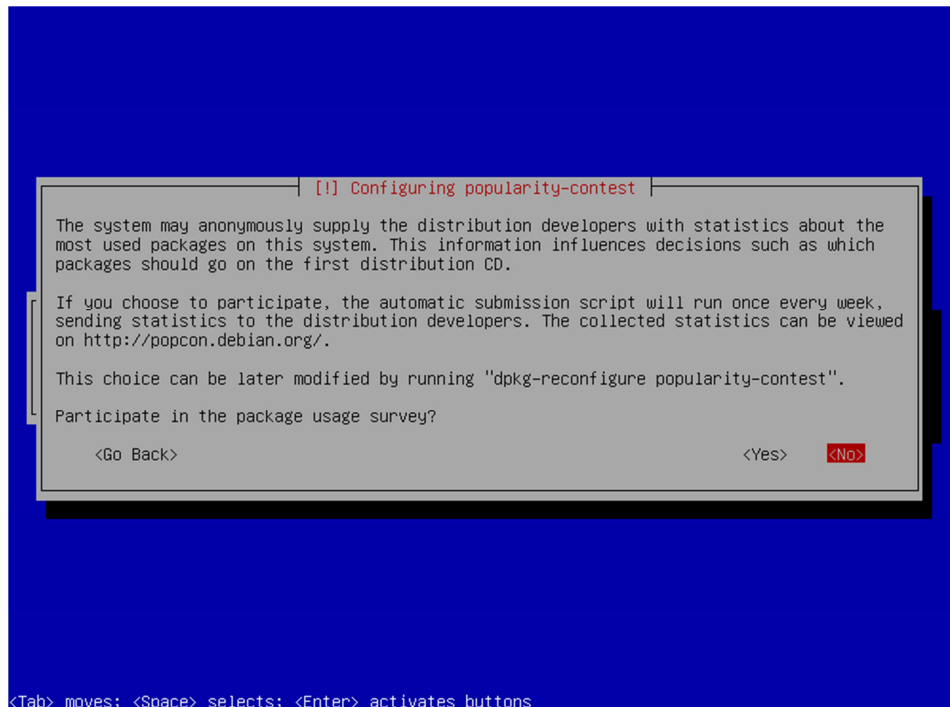 [!] Configuring popularity-contest
The system may anonymously supply the distribution developers with statistics about the
most used packages on this system. This information influences decisions such as which
packages should go on the first distribution CD.
If you choose to participate, the automatic submission script will run once every week,
sending statistics to the distribution developers. The collected statistics can be viewed
on http://popcon.debian.org/.
This choice can be later modified by running "dpkg-reconfigure popularity-contest".
Participate in the package usage survey?
<Go Back> <Yes> <No>
<Tab> moves; <Space> selects; <Enter> activates buttons